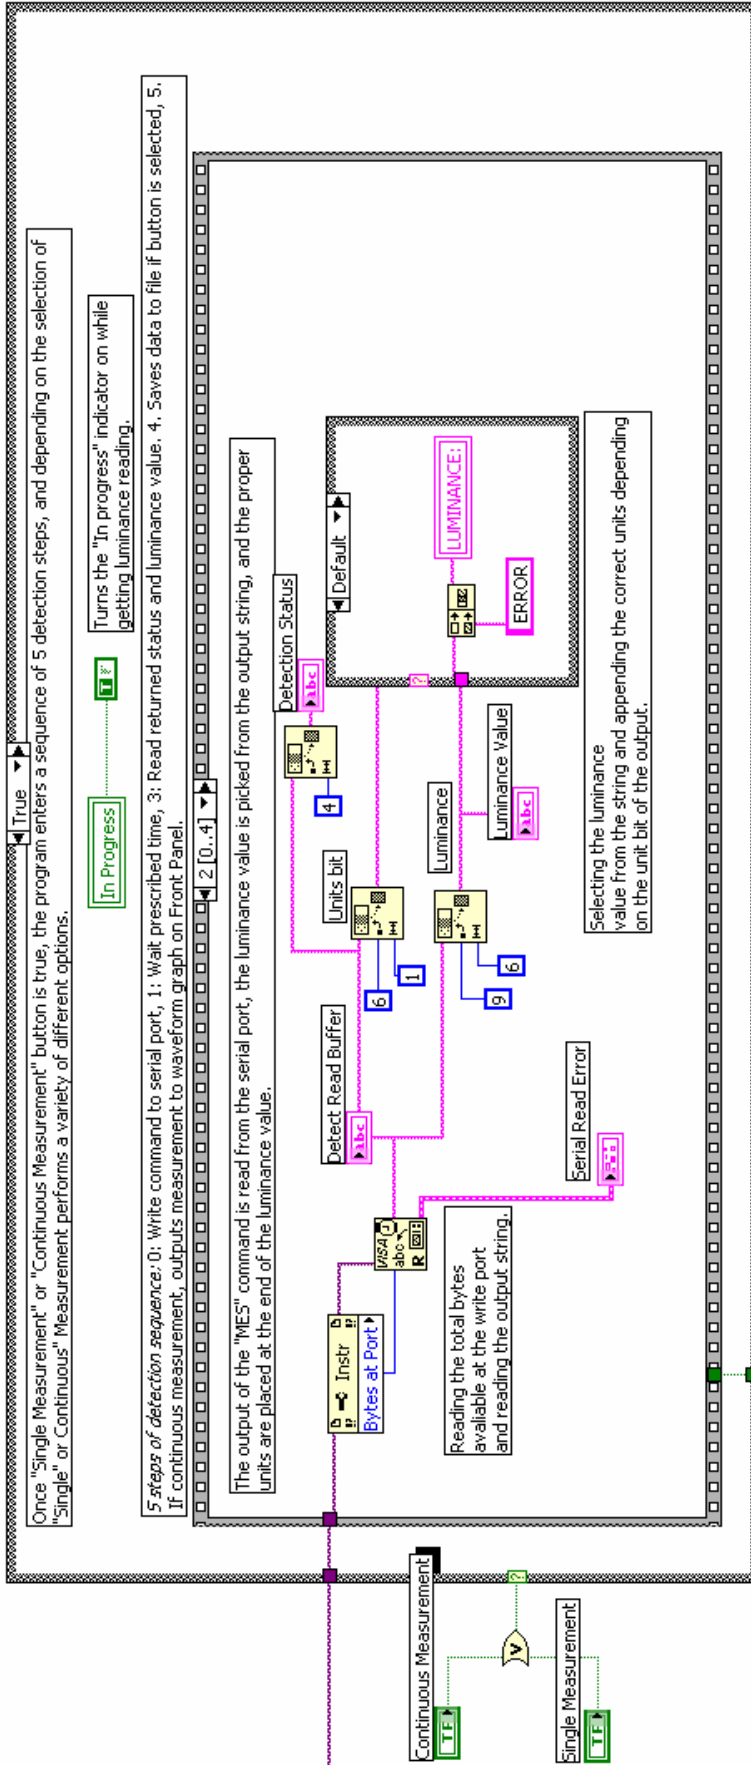 True
Once "Single Measurement" or "Continuous Measurement" button is true, the program enters a sequence of 5 detection steps, and depending on the selection of
"Single" or Continuous" Measurement performs a variety of different options.
In Progress
T
Turns the "In progress" indicator on while
getting luminance reading.
5 steps of detection sequence: 0: Write command to serial port, 1: Wait prescribed time, 3: Read returned status and luminance value, 4. Saves data to file if button is selected, 5.
If continuous measurement, outputs measurement to waveform graph on Front Panel.
2 [0..4]
The output of the "MES" command is read from the serial port, the luminance value is picked from the output string, and the proper
units are placed at the end of the luminance value.
Instr
Bytes at Port
VISA
abc
R
Reading the total bytes
avaliable at the write port
and reading the output string.
Detect Read Buffer
abc
Serial Read Error
Units bit
6
1
4
Detection Status
abc
Luminance
9
6
Luminance Value
abc
Default
LUMINANCE:
ERROR
Selecting the luminance
value from the string and appending the correct units depending
on the unit bit of the output.
Continuous Measurement
TF
V
Single Measurement
TF